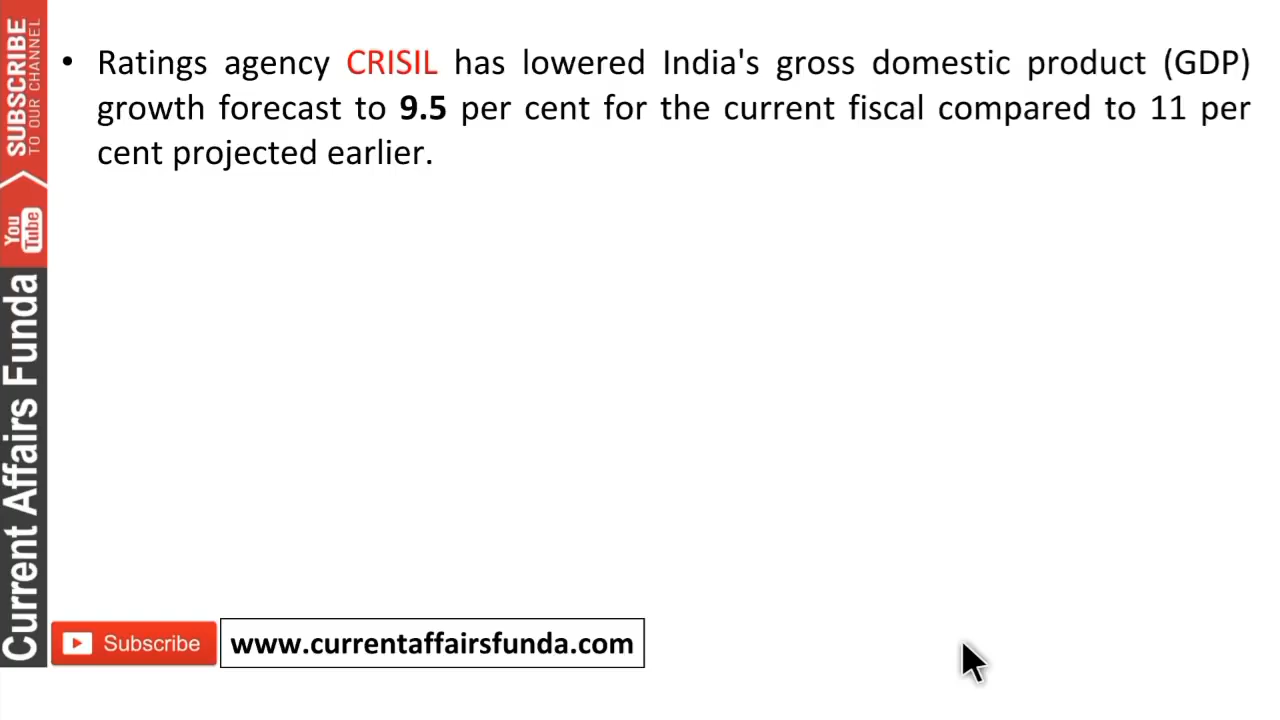 • Ratings agency CRISIL has lowered India's gross domestic product (GDP)
growth forecast to 9.5 per cent for the current fiscal compared to 11 per
cent projected earlier.
SUBSCRIBE
TO OUR CHANNEL
You
Tube
Current Affairs Funda
Subscribe
www.currentaffairsfunda.com